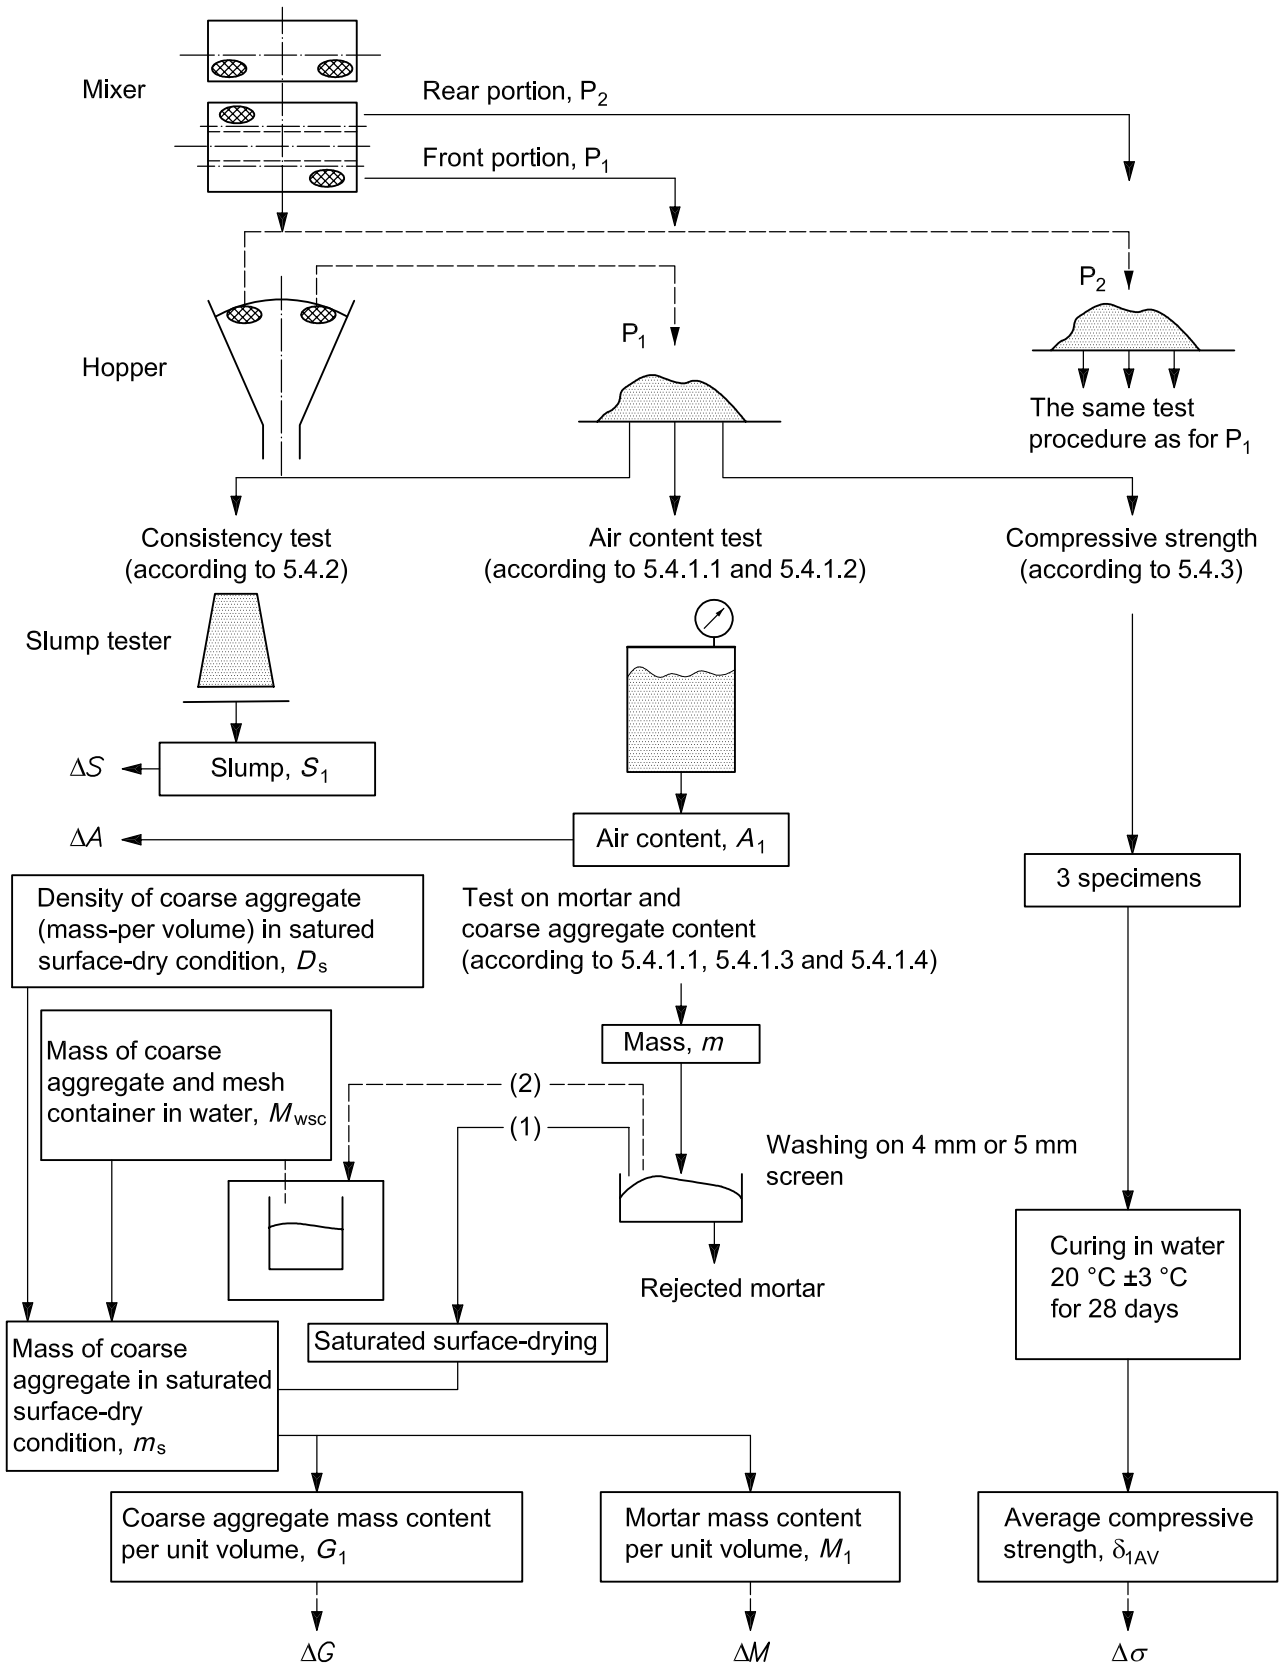 Mixer
Rear portion, P2
Front portion, P1
P2
P1
Hopper
The same test
procedure as for P1
Consistency test
(according to 5.4.2)
Air content test
(according to 5.4.1.1 and 5.4.1.2)
Compressive strength
(according to 5.4.3)
Slump tester
ΔS
Slump, S1
ΔA
Air content, A1
3 specimens
Density of coarse aggregate
(mass-per volume) in satured
surface-dry condition, Ds
Test on mortar and
coarse aggregate content
(according to 5.4.1.1, 5.4.1.3 and 5.4.1.4)
Mass, m
Mass of coarse
aggregate and mesh
container in water, Mwsc
(2)
(1)
Washing on 4 mm or 5 mm
screen
Rejected mortar
Curing in water
20 °C ±3 °C
for 28 days
Saturated surface-drying
Mass of coarse
aggregate in saturated
surface-dry
condition, ms
Coarse aggregate mass content
per unit volume, G1
Mortar mass content
per unit volume, M1
Average compressive
strength, δ1AV
ΔG
ΔM
Δσ